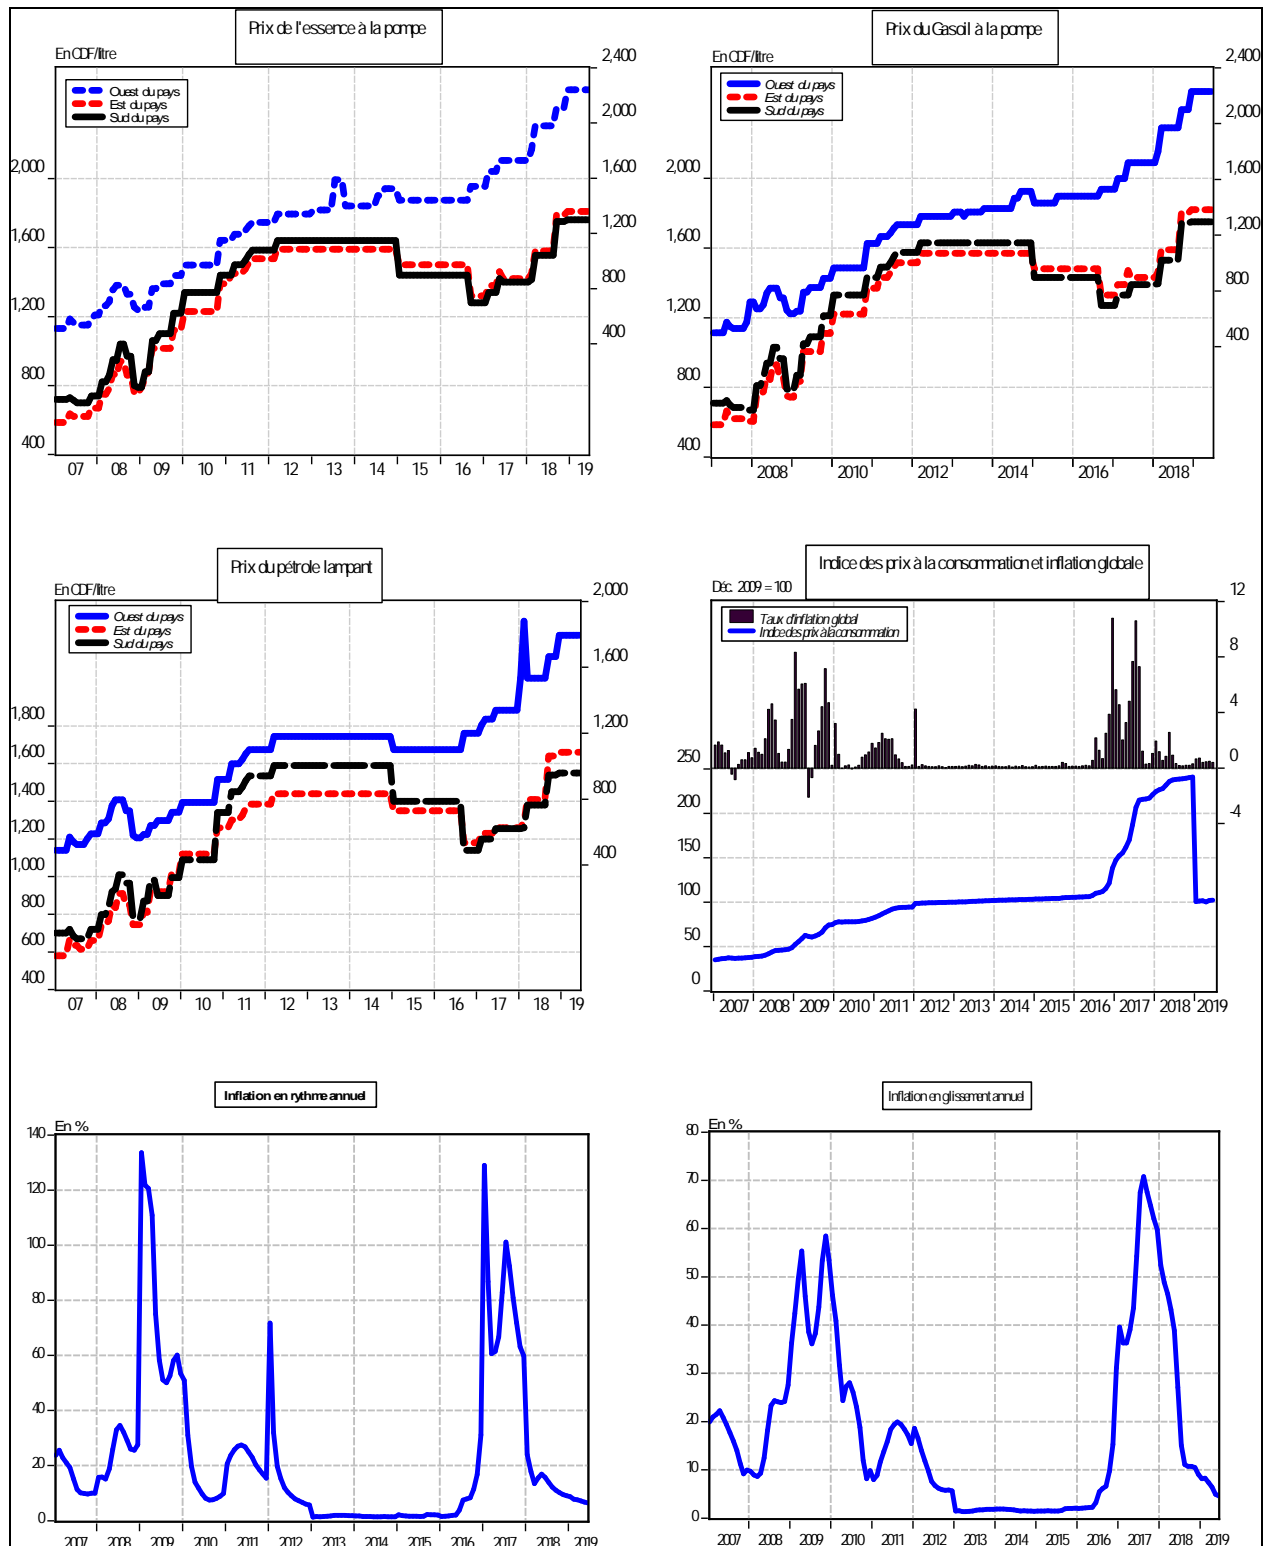 Prix de l'essence à la pompe
En CDF/litre
2,400
Ouest du pays
Est du pays
Sud du pays
2,000
2,000
1,600
1,600
1,200
1,200
800
800
400
400
07 08 09 10 11 12 13 14 15 16 17 18 19
Prix du Gasoil à la pompe
En CDF/litre
2,400
Ouest du pays
Est du pays
Sud du pays
2,000
2,000
1,600
1,600
1,200
1,200
800
800
400
400
2008 2010 2012 2014 2016 2018
Prix du pétrole lampant
En CDF/litre
2,000
Ouest du pays
Est du pays
Sud du pays
1,600
1,800
1,200
1,600
1,400
800
1,200
1,000
400
800
600
400
07 08 09 10 11 12 13 14 15 16 17 18 19
Indice des prix à la consommation et inflation globale
Déc. 2009 = 100
12
Taux d'inflation global
Indice des prix à la consommation
8
4
250
0
200
-4
150
100
50
0
2007 2008 2009 2010 2011 2012 2013 2014 2015 2016 2017 2018 2019
Inflation en rythme annuel
En %
140
120
100
80
60
40
20
0
2007 2008 2009 2010 2011 2012 2013 2014 2015 2016 2017 2018 2019
Inflation en glissement annuel
En %
80
70
60
50
40
30
20
10
0
2007 2008 2009 2010 2011 2012 2013 2014 2015 2016 2017 2018 2019